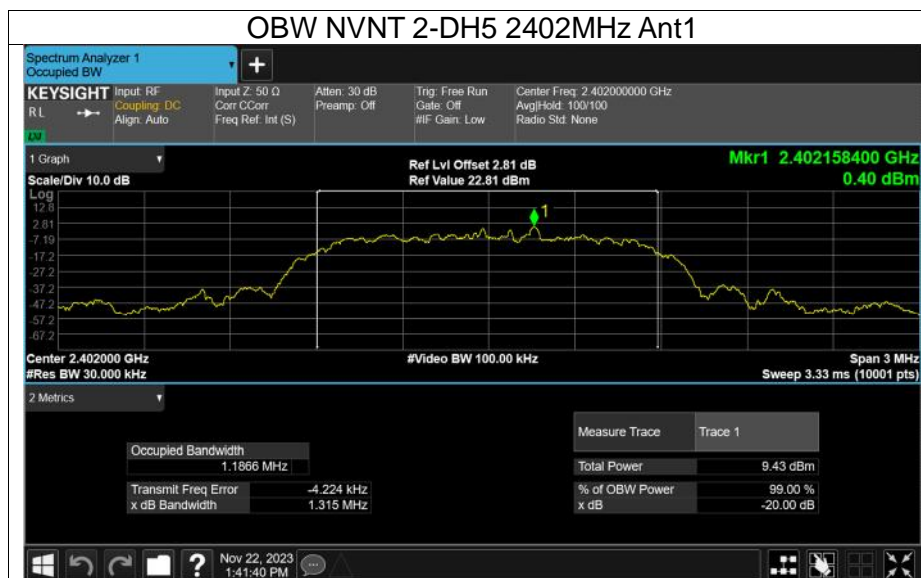 OBW NVNT 2-DH5 2402MHz Ant1
Spectrum Analyzer 1
Occupied BW
KEYSIGHT Input: RF Input Z: 50 Ω Atten: 30 dB Trig: Free Run Center Freq: 2.402000000 GHz
RL Coupling: DC Corr CCorr Preamp: Off Gate: Off Avg|Hold: 100/100
Align: Auto Freq Ref: Int (S) #IF Gain: Low Radio Std: None
1 Graph Ref Lvl Offset 2.81 dB Mkr1 2.402158400 GHz
Scale/Div 10.0 dB Ref Value 22.81 dBm 0.40 dBm
Log
12.8
1
2.81
-7.19
-17.2
-27.2
-37.2
-47.2
-57.2
-67.2
Center 2.402000 GHz #Video BW 100.00 kHz Span 3 MHz
#Res BW 30.000 kHz Sweep 3.33 ms (10001 pts)
2 Metrics
Measure Trace Trace 1
Occupied Bandwidth
1.1866 MHz Total Power 9.43 dBm
Transmit Freq Error -4.224 kHz % of OBW Power 99.00 %
x dB Bandwidth 1.315 MHz x dB -20.00 dB
Nov 22, 2023
1:41:40 PM